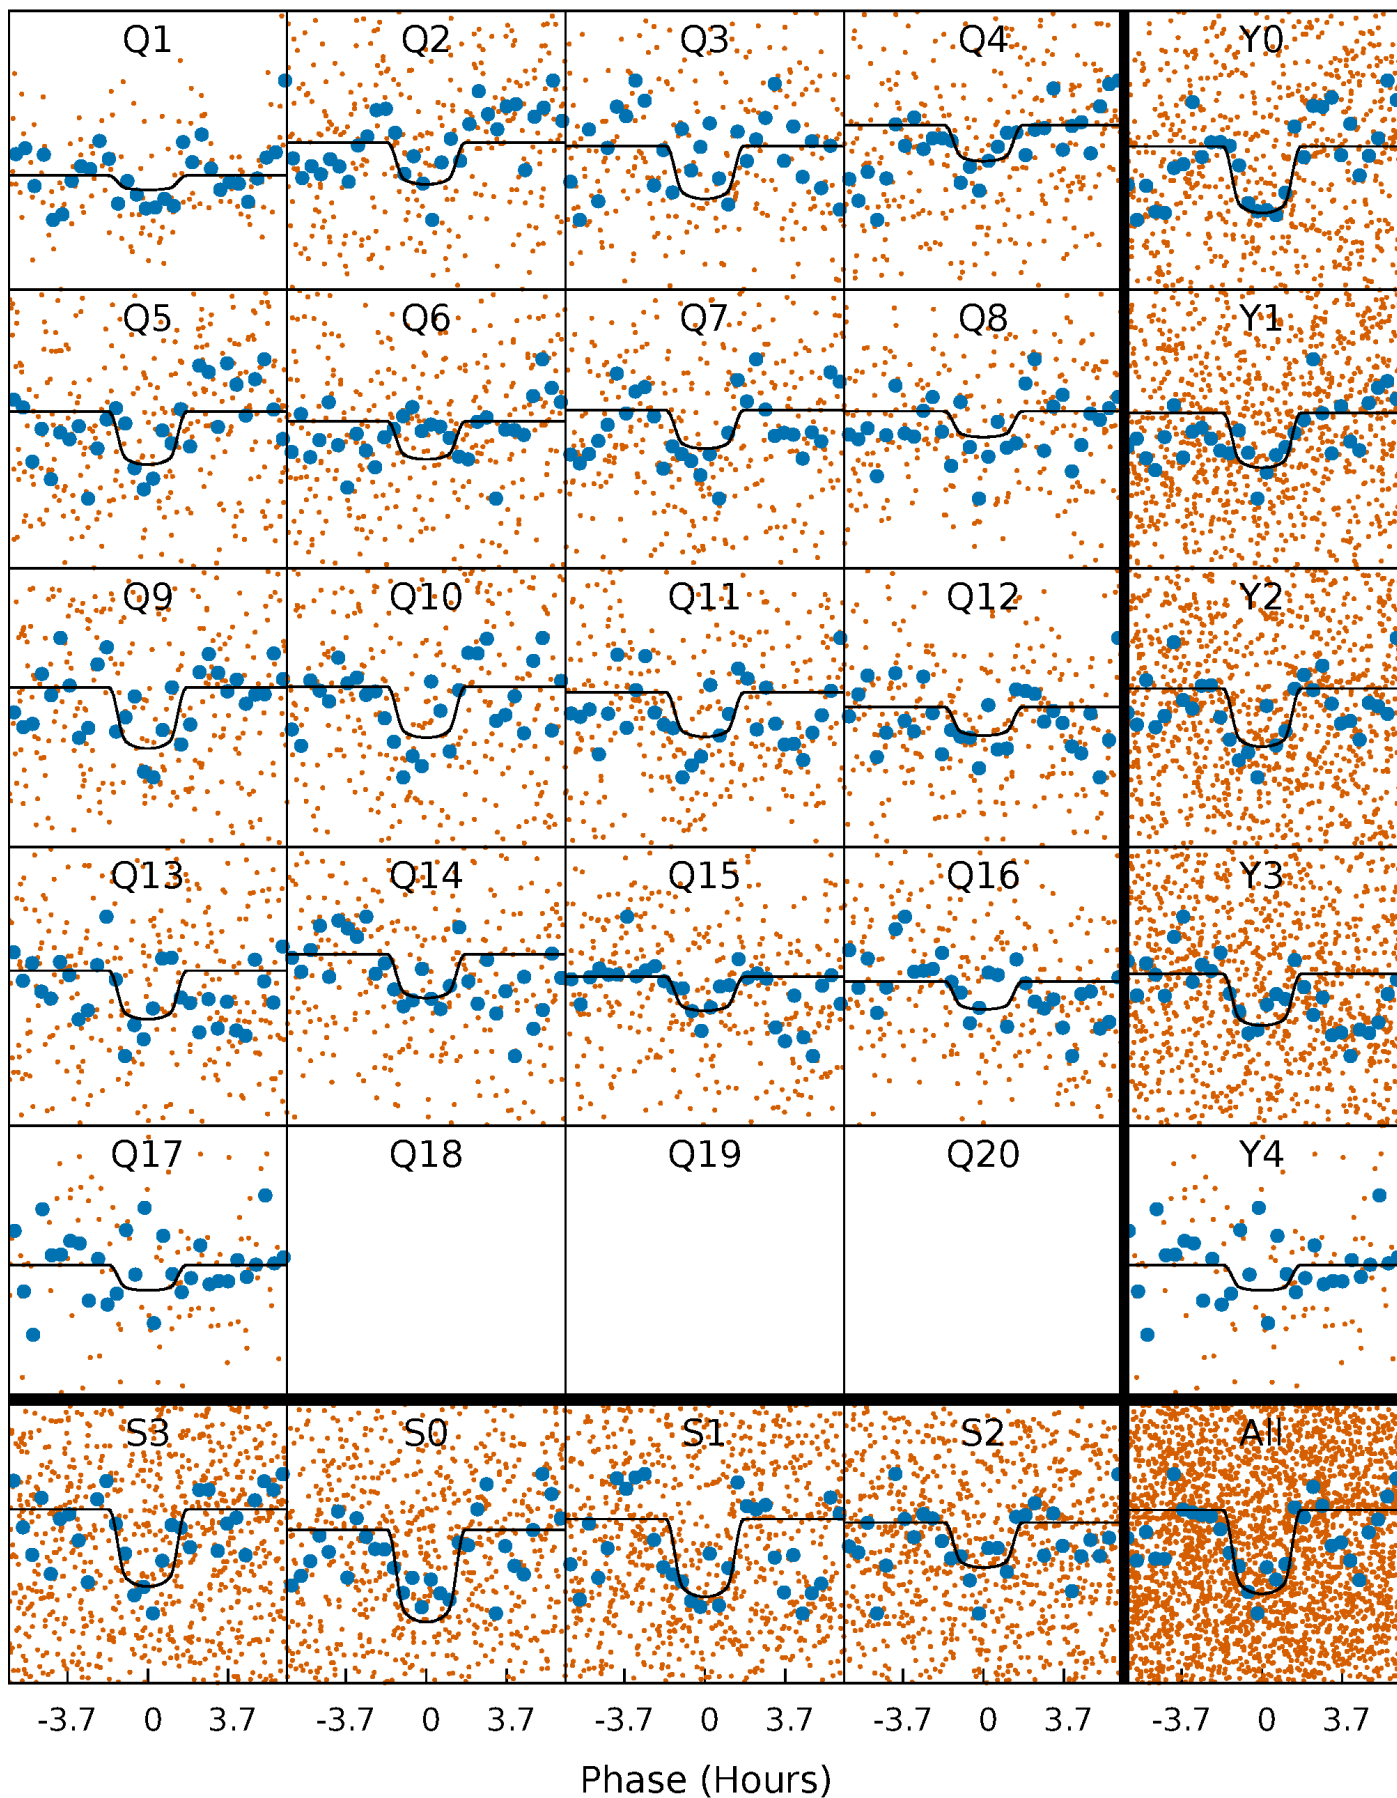 Q1 Q2 Q3 Q4 Y0
Q5 Q6 Q7 Q8 Y1
Q9 Q10 Q11 Q12 Y2
Q13 Q14 Q15 Q16 Y3
Q17 Q18 Q19 Q20 Y4
S3 S0 S1 S2 All
-3.7 0 3.7 -3.7 0 3.7 -3.7 0 3.7 -3.7 0 3.7 -3.7 0 3.7
Phase (Hours)